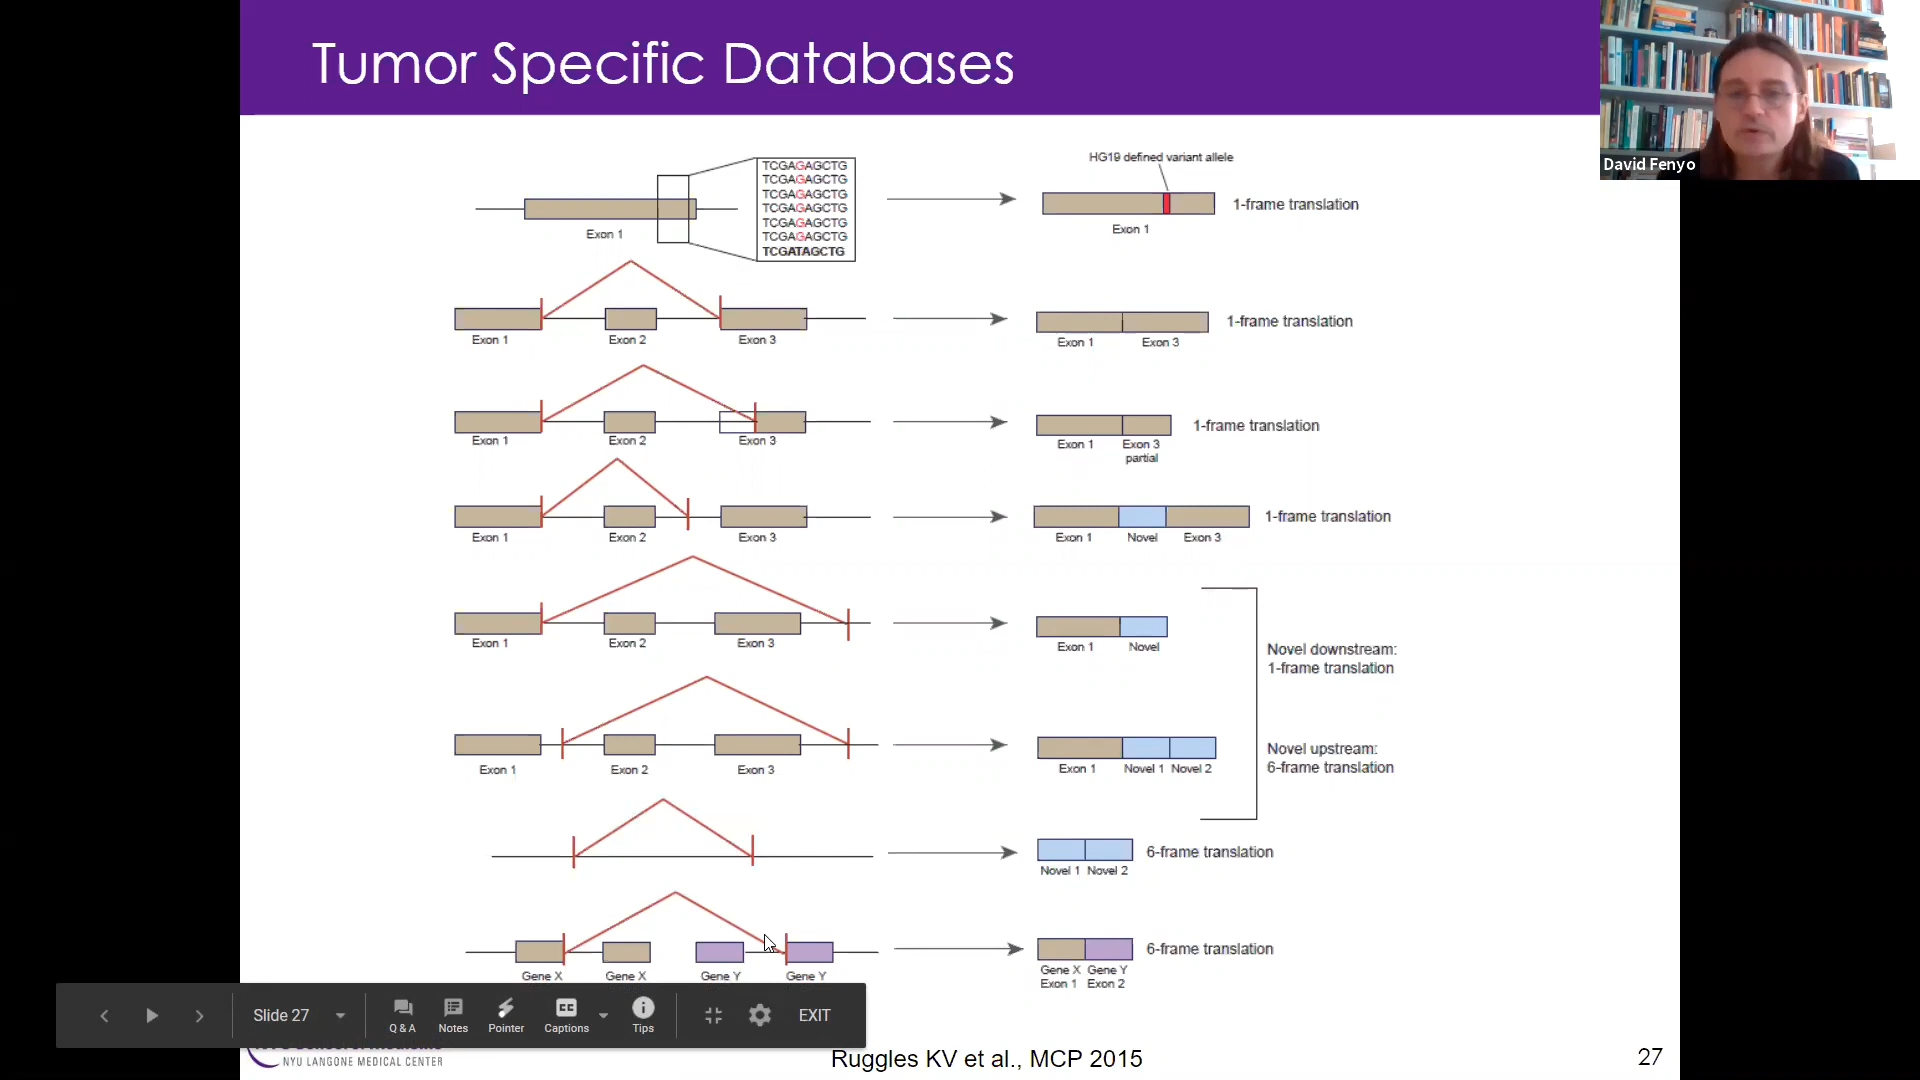 Tumor Specific Databases
David Fenyo
TCGAGAGCTG
TCGAGAGCTG
TCGAGAGCTG
TCGAGAGCTG
TCGAGAGCTG
TCGAGAGCTG
TCGATAGCTG
Exon 1
HG19 defined variant allele
Exon 1
1-frame translation
Exon 1 Exon 2 Exon 3
Exon 1 Exon 3
1-frame translation
Exon 1 Exon 2 Exon 3
Exon 1 Exon 3
partial
1-frame translation
Exon 1 Exon 2 Exon 3
Exon 1 Novel Exon 3
1-frame translation
Exon 1 Exon 2 Exon 3
Exon 1 Novel
Novel downstream:
1-frame translation
Exon 1 Exon 2 Exon 3
Exon 1 Novel 1 Novel 2
Novel upstream:
6-frame translation
Novel 1 Novel 2
6-frame translation
Gene X Gene X Gene Y Gene Y
Gene X Gene Y
Exon 1 Exon 2
6-frame translation
Slide 27
Q & A
Notes
Pointer
CC
Captions
Tips
EXIT
NYU LANGONE MEDICAL CENTER
Ruggles KV et al., MCP 2015
27